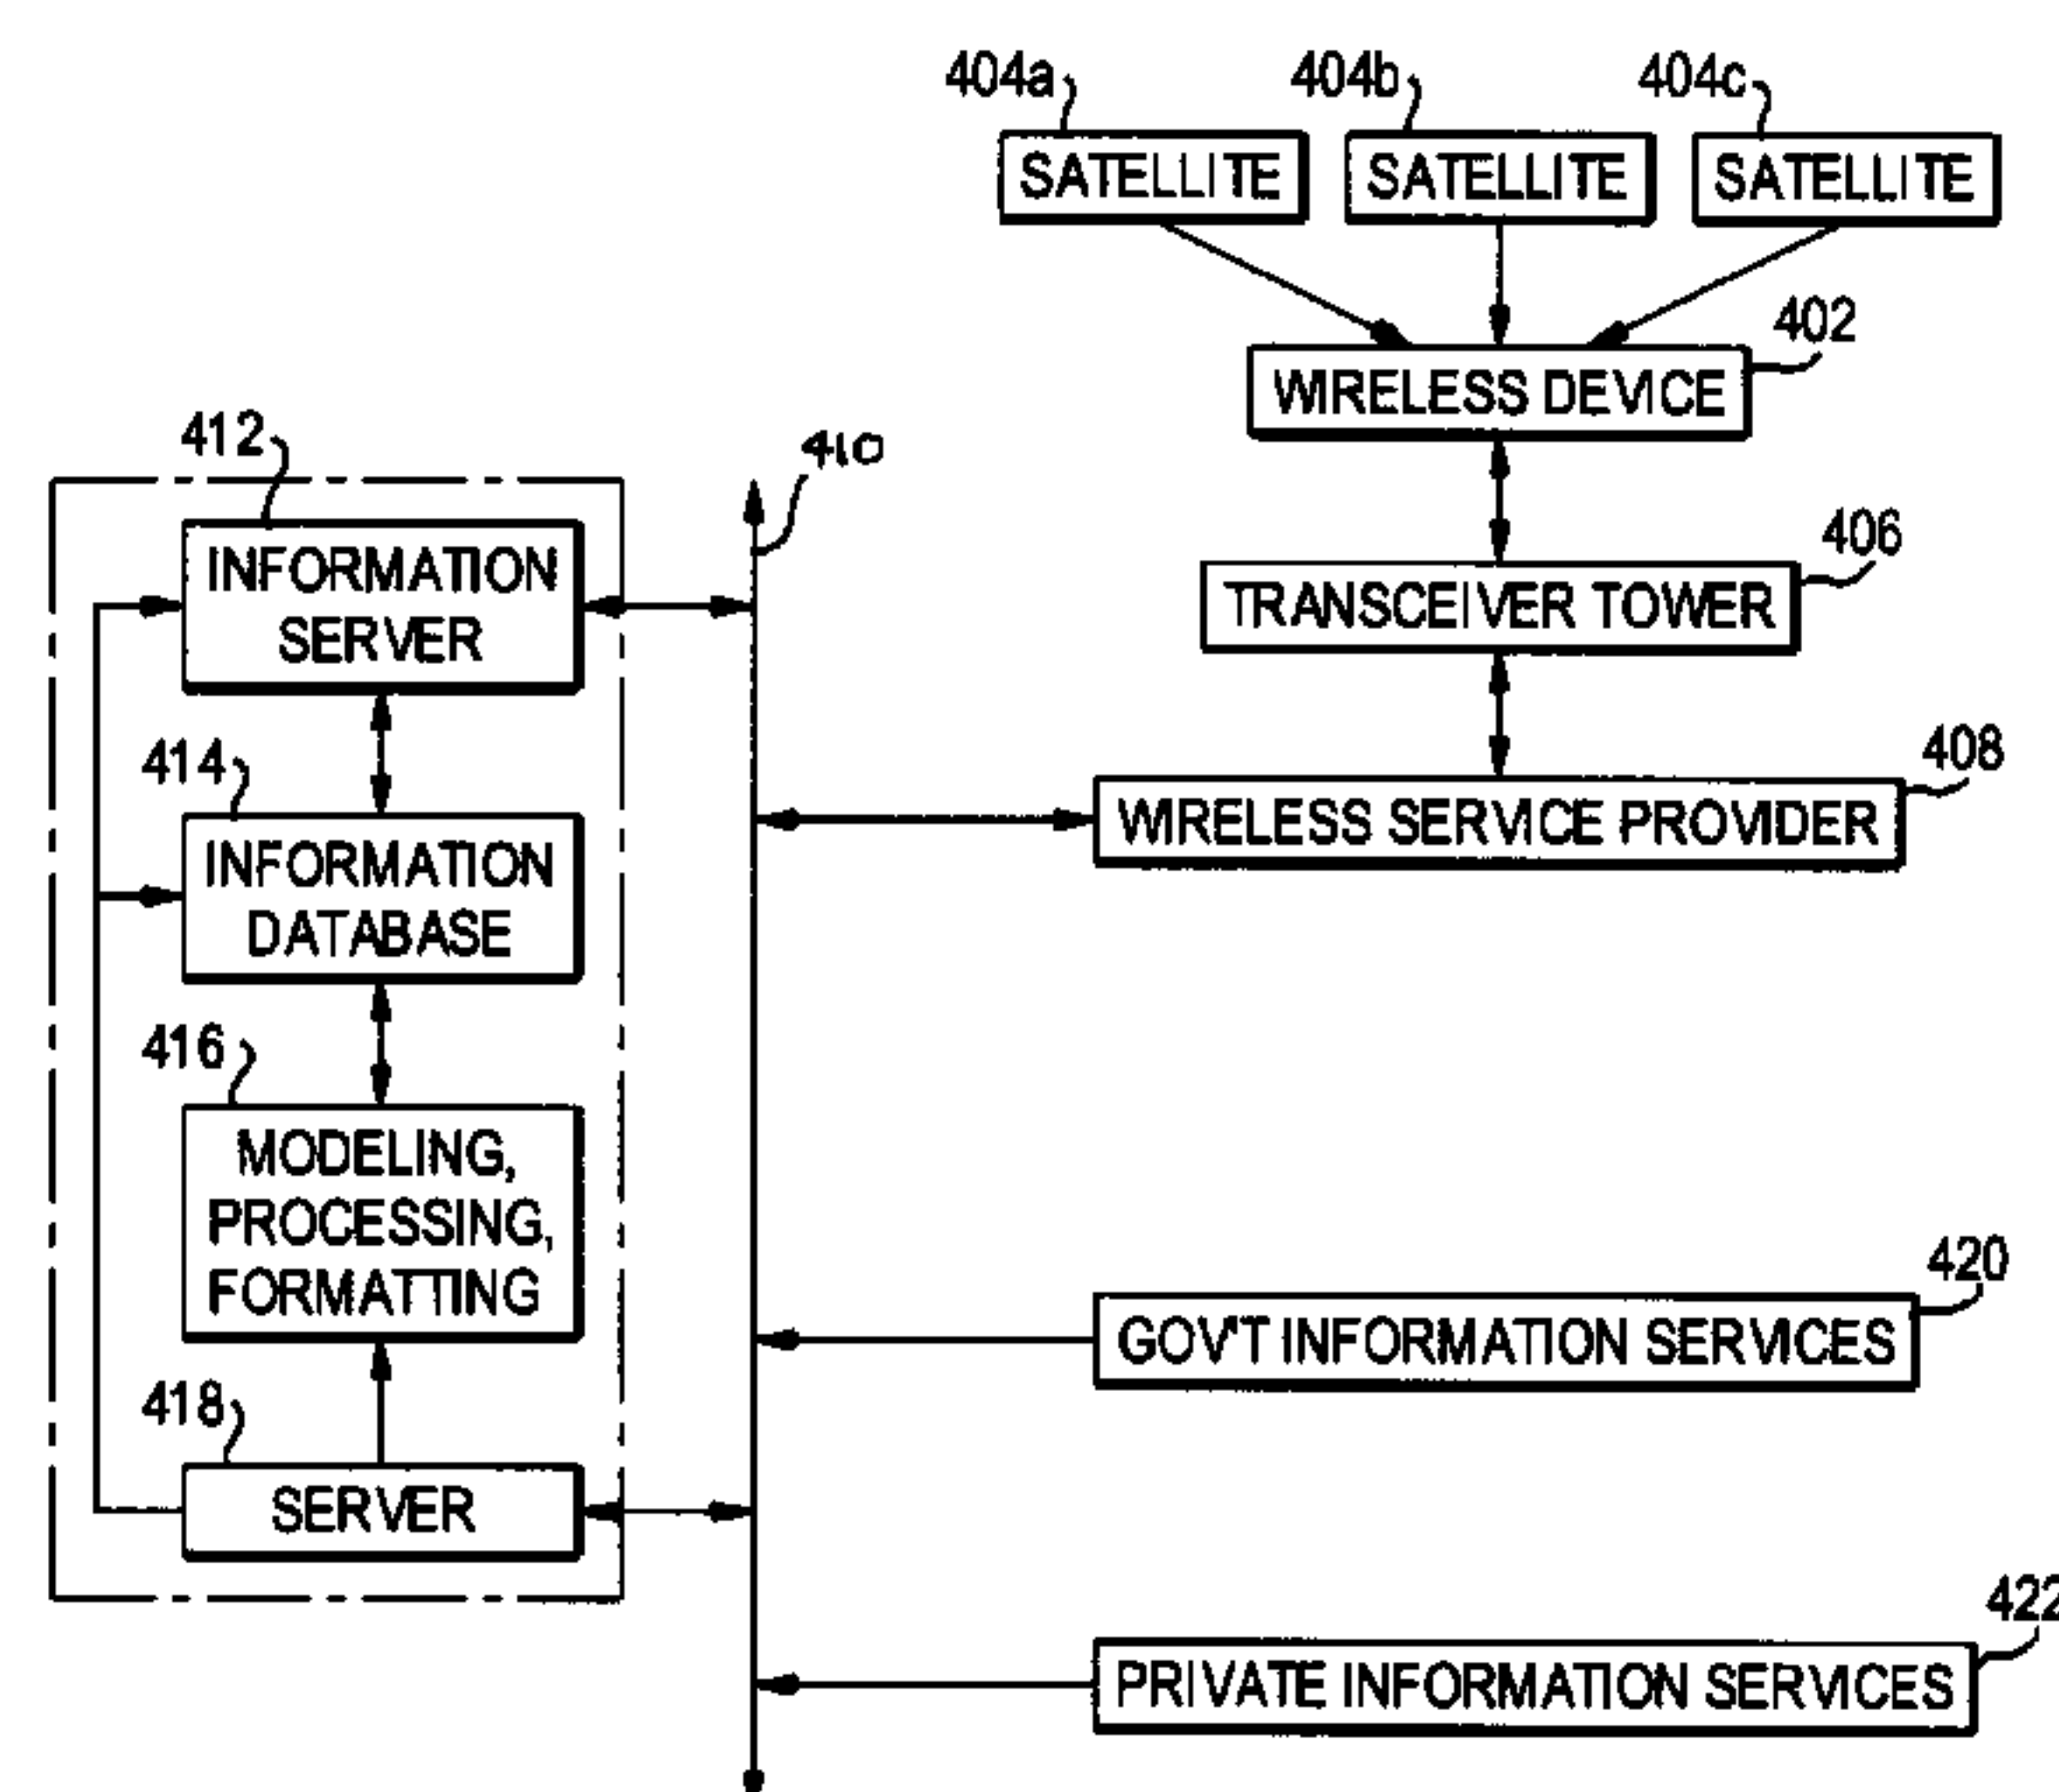 404a
404b
404c
SATELLITE
SATELLITE
SATELLITE
402
WIRELESS DEVICE
406
TRANSCEIVER TOWER
408
WIRELESS SERVICE PROVIDER
410
412
INFORMATION
SERVER
414
INFORMATION
DATABASE
416
MODELING,
PROCESSING,
FORMATTING
418
SERVER
420
GOV'T INFORMATION SERVICES
422
PRIVATE INFORMATION SERVICES